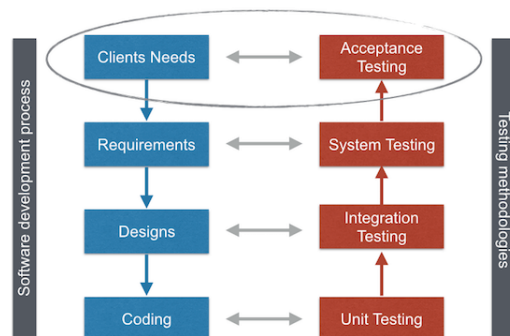 Software development process
Clients Needs
Acceptance
Testing
Requirements
System Testing
Designs
Integration
Testing
Coding
Unit Testing
Testing methodologies